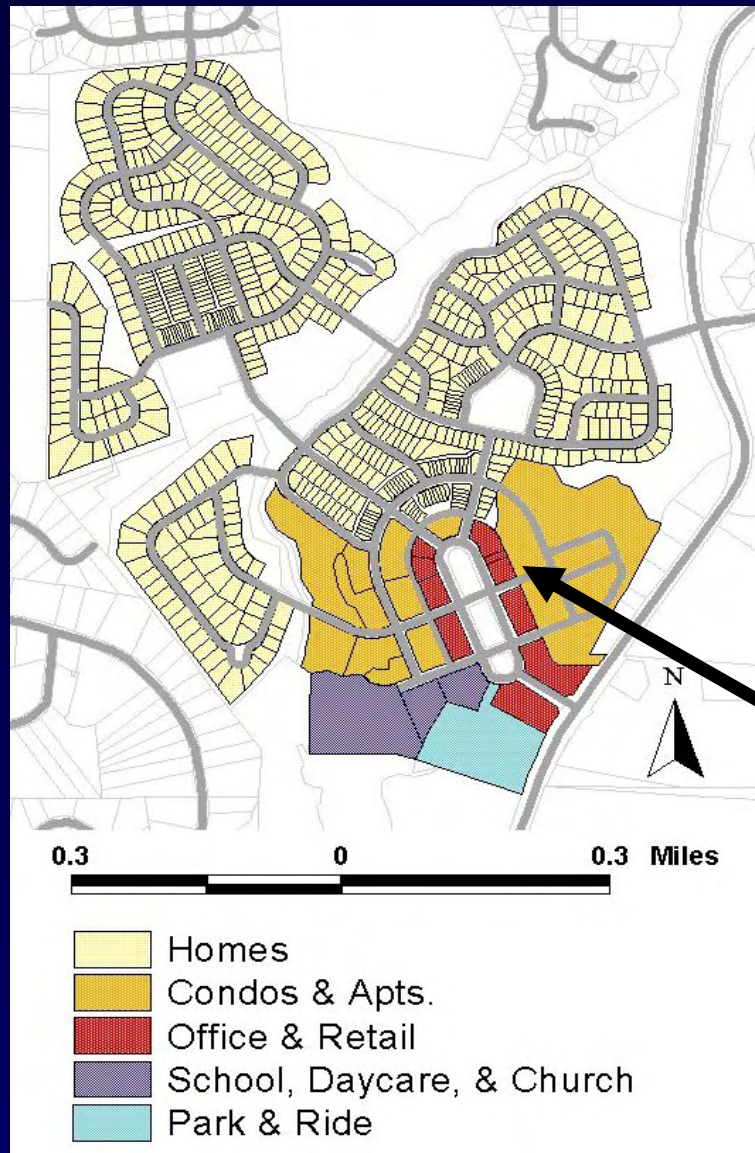 N
0.3 0 0.3 Miles
Homes
Condos & Apts.
Office & Retail
School, Daycare, & Church
Park & Ride